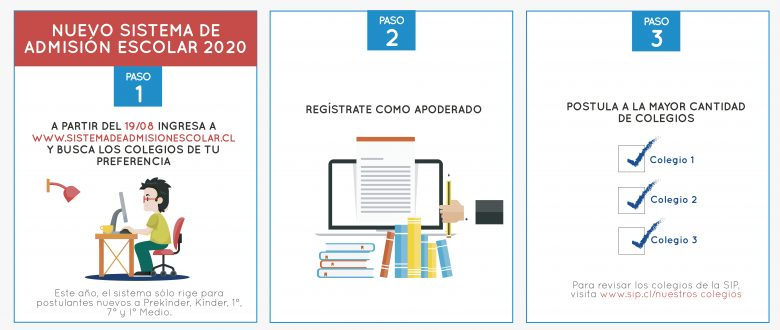 NUEVO SISTEMA DE
ADMISIÓN ESCOLAR 2020
PASO
1
A PARTIR DEL 19/08 INGRESA A
WWW.SISTEMADEADMISIONESCOLAR.CL
Y BUSCA LOS COLEGIOS DE TU
PREFERENCIA
Este año, el sistema sólo rige para
postulantes nuevos a Prekínder, Kínder, 1°,
7° y I° Medio.
PASO
2
REGÍSTRATE COMO APODERADO
PASO
3
POSTULA A LA MAYOR CANTIDAD
DE COLEGIOS
Colegio 1
Colegio 2
Colegio 3
Para revisar los colegios de la SIP,
visita www.sip.cl/nuestros colegios